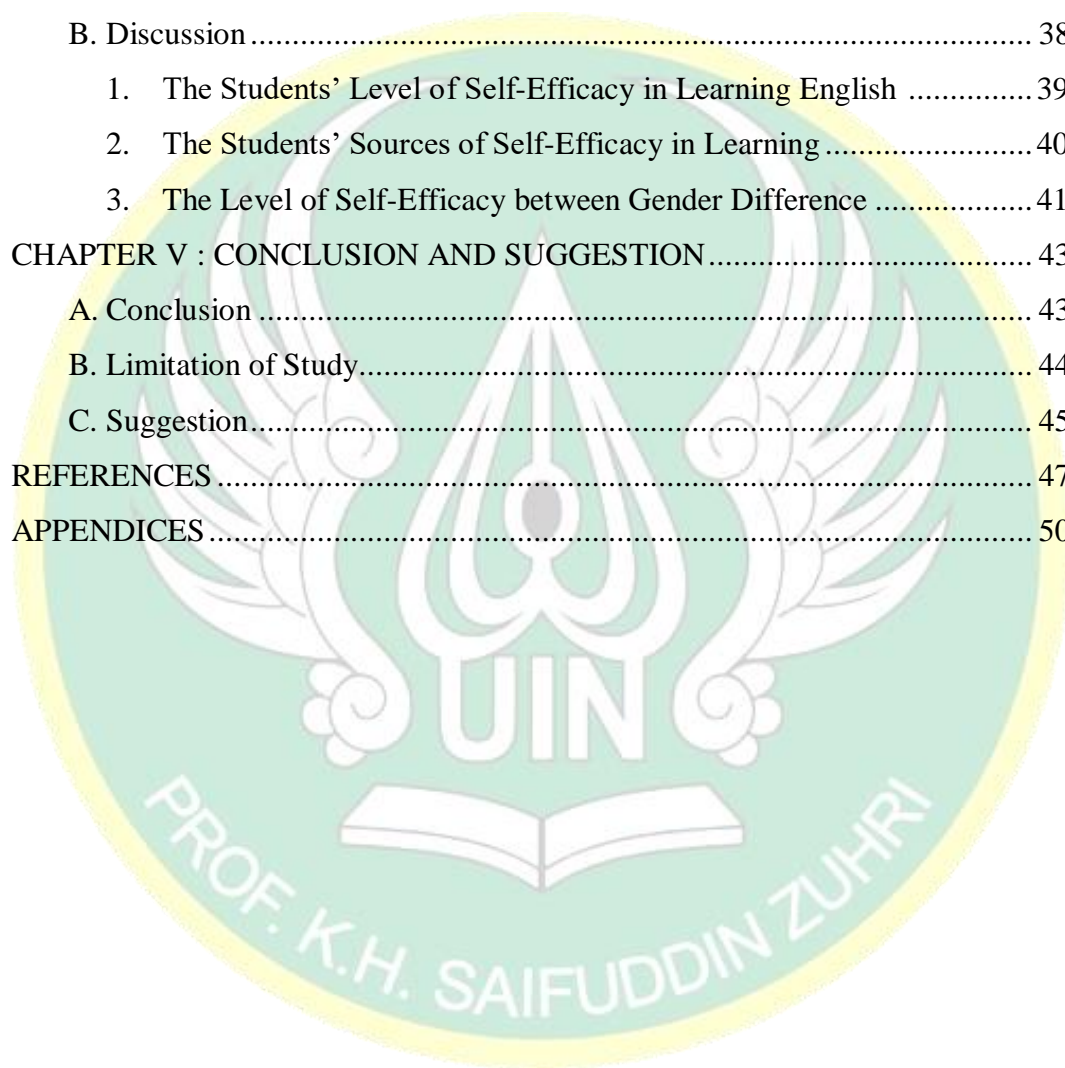 B. Discussion ........................................................................................................ 38
1. The Students’ Level of Self-Efficacy in Learning English ............... 39
2. The Students’ Sources of Self-Efficacy in Learning ......................... 40
3. The Level of Self-Efficacy between Gender Difference ................... 41
CHAPTER V : CONCLUSION AND SUGGESTION ....................................... 43
A. Conclusion ....................................................................................................... 43
B. Limitation of Study........................................................................................ 44
C. Suggestion ........................................................................................................ 45
REFERENCES ........................................................................................................ 47
APPENDICES ......................................................................................................... 50
UIN
PROF. K.H. SAIFUDDIN ZUHRI